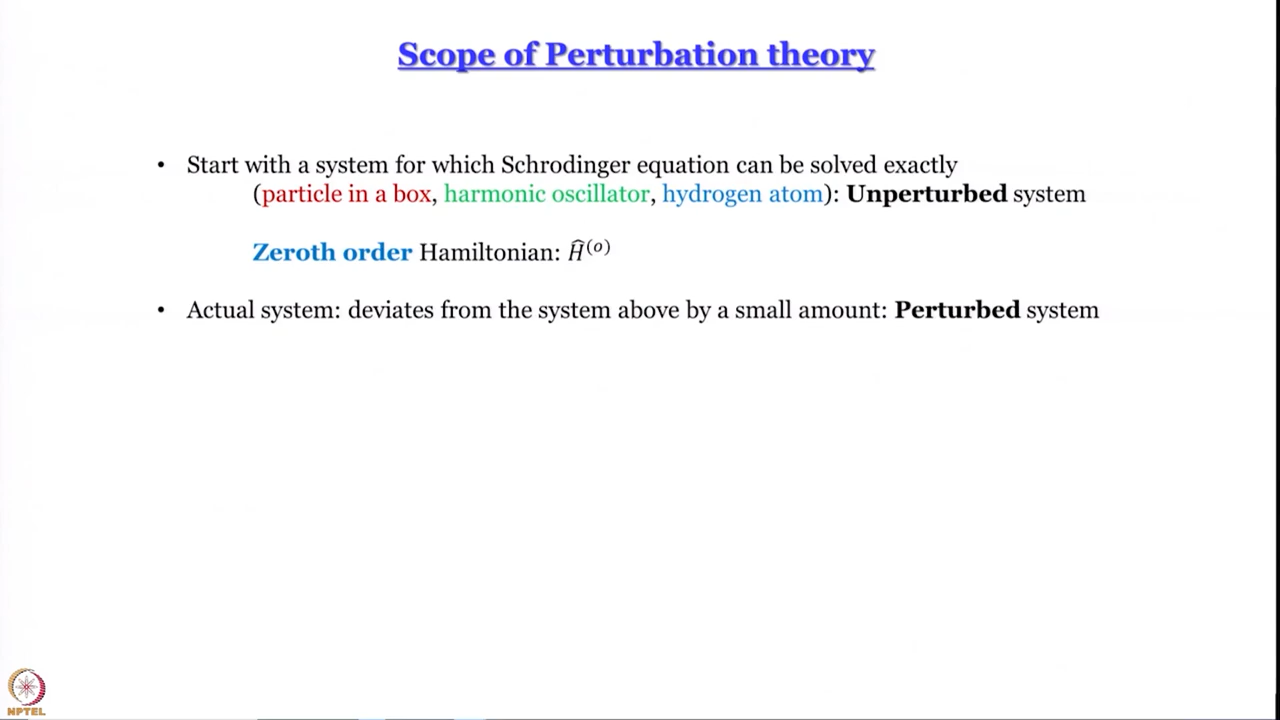 Scope of Perturbation theory
• Start with a system for which Schrodinger equation can be solved exactly
(particle in a box, harmonic oscillator, hydrogen atom): Unperturbed system
Zeroth order Hamiltonian: Ĥ⁽ᵒ⁾
• Actual system: deviates from the system above by a small amount: Perturbed system
NPTEL